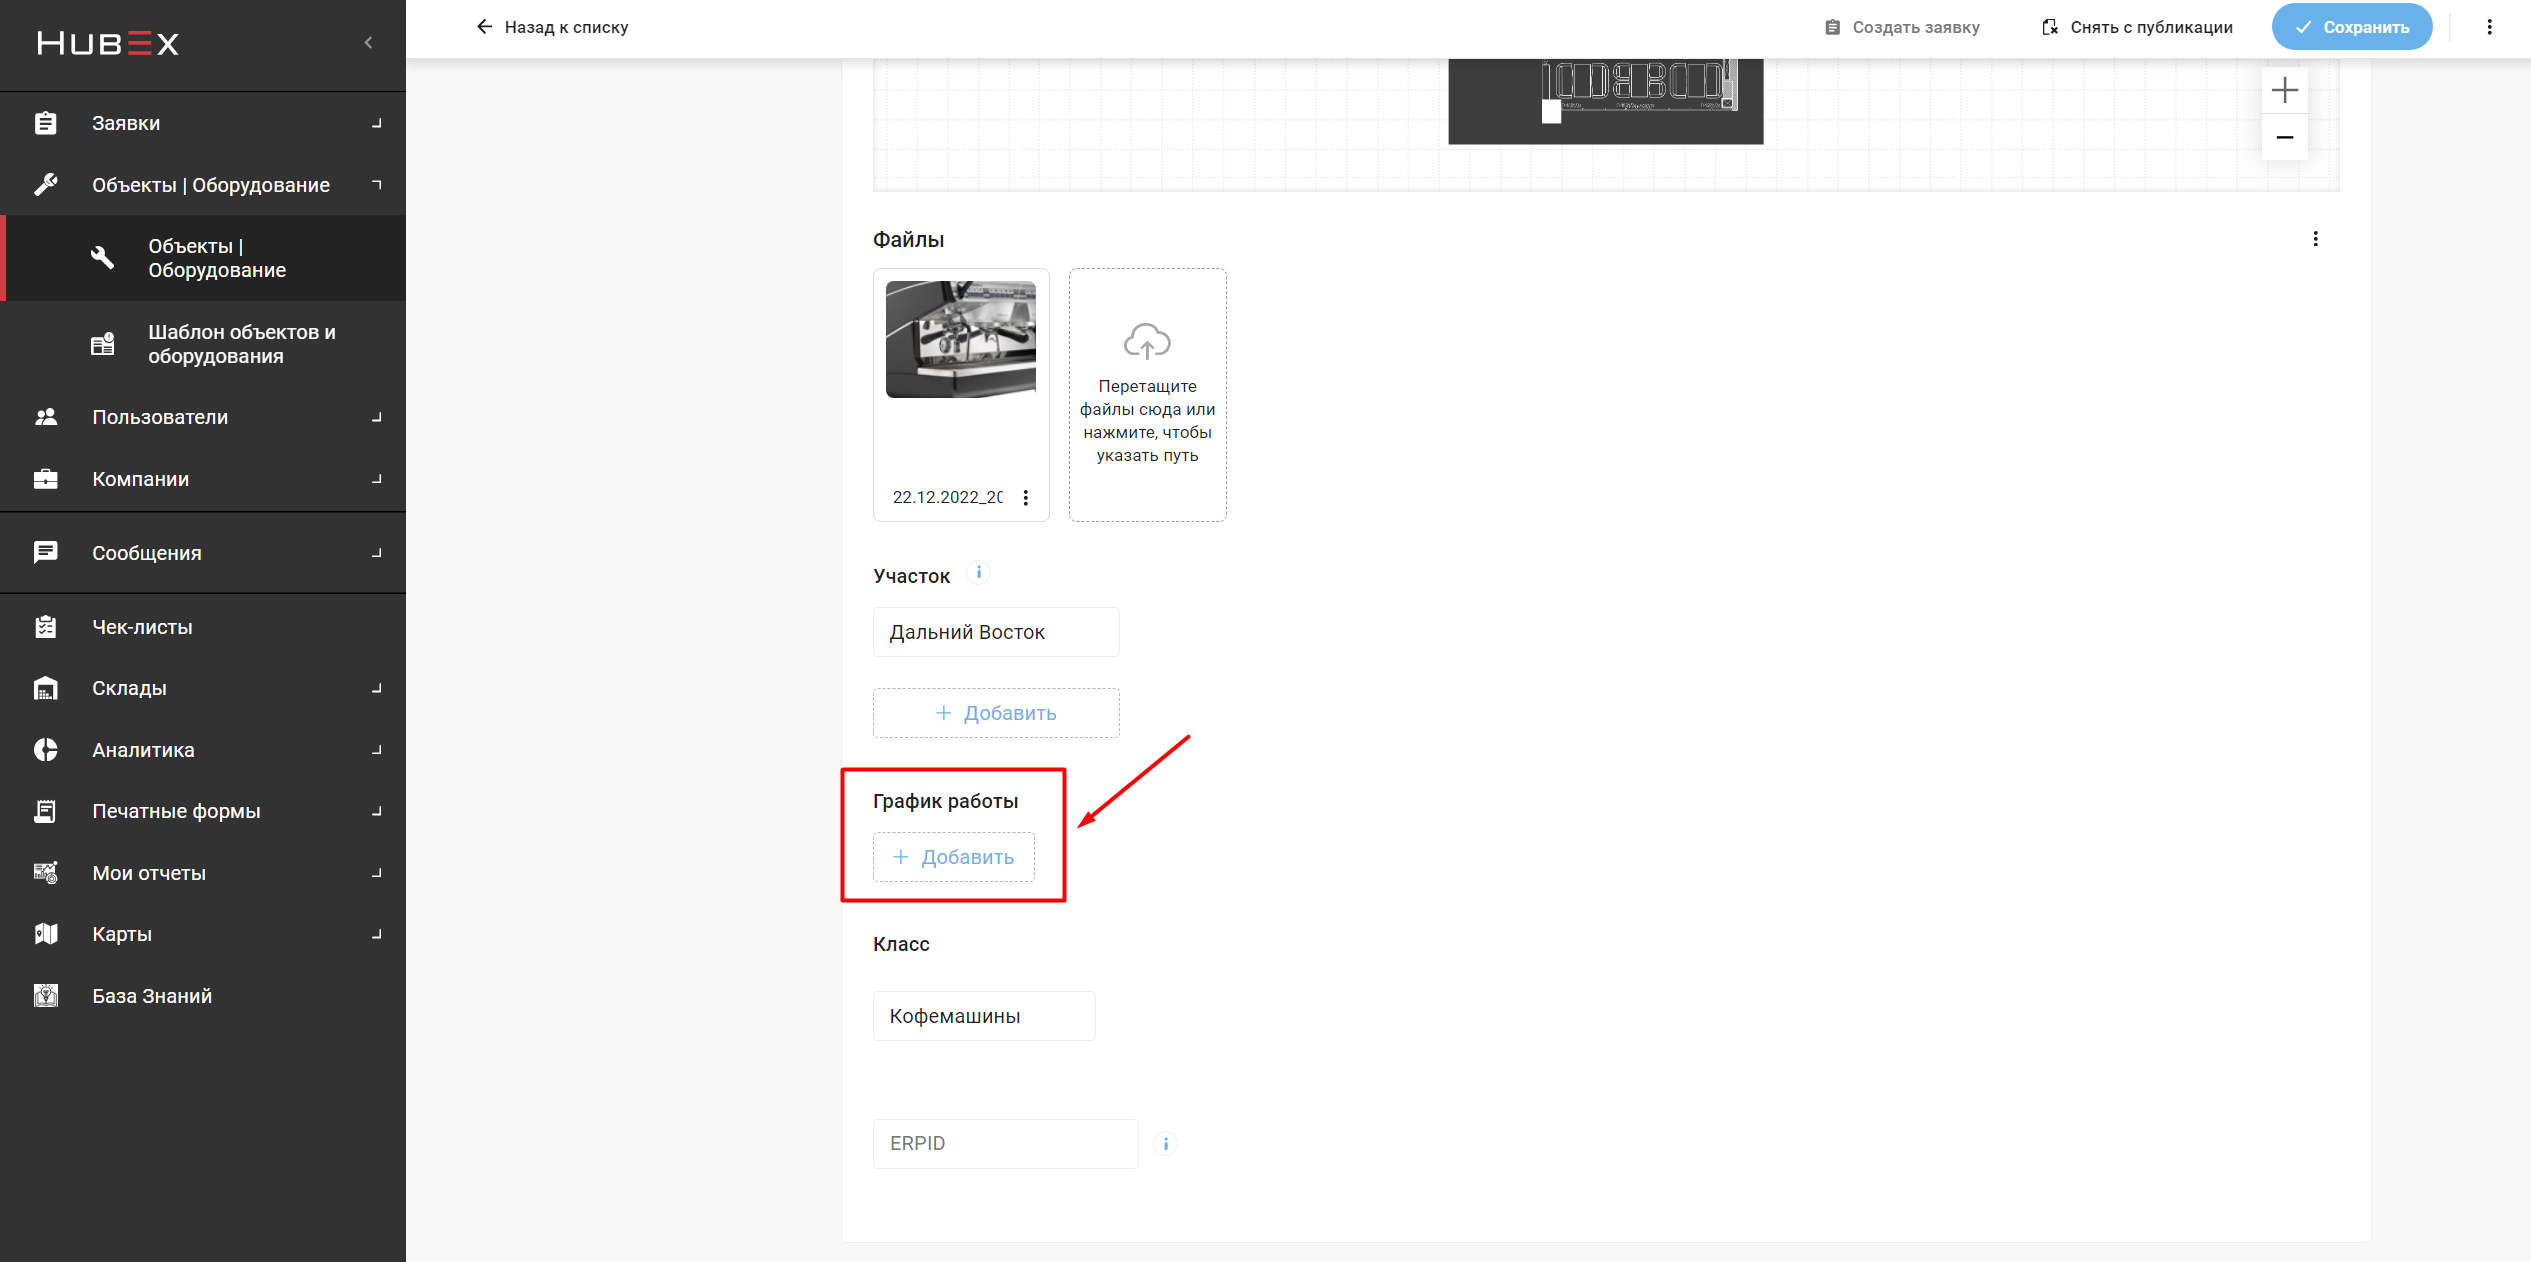 HUBEX
Назад к списку
Создать заявку
Снять с публикации
Сохранить
Заявки
Объекты | Оборудование
Объекты |
Оборудование
Шаблон объектов и
оборудования
Пользователи
Компании
Сообщения
Чек-листы
Склады
Аналитика
Печатные формы
Мои отчеты
Карты
База Знаний
Файлы
22.12.2022_20
Перетащите
файлы сюда или
нажмите, чтобы
указать путь
Участок
Дальний Восток
+ Добавить
График работы
+ Добавить
Класс
Кофемашины
ERPID